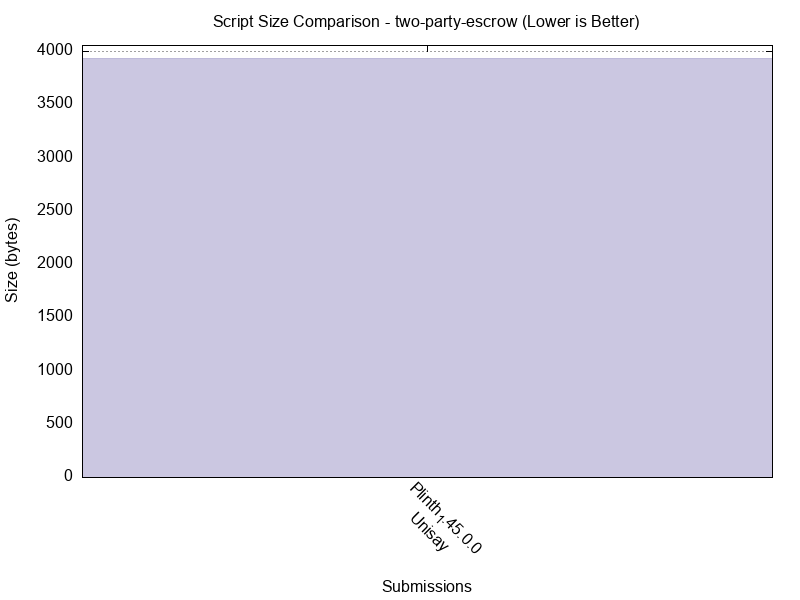 Script Size Comparison - two-party-escrow (Lower is Better)
4000
3500
3000
2500
2000
1500
1000
500
0
Size (bytes)
Plinth₁.45.0.0
Unisay
Submissions